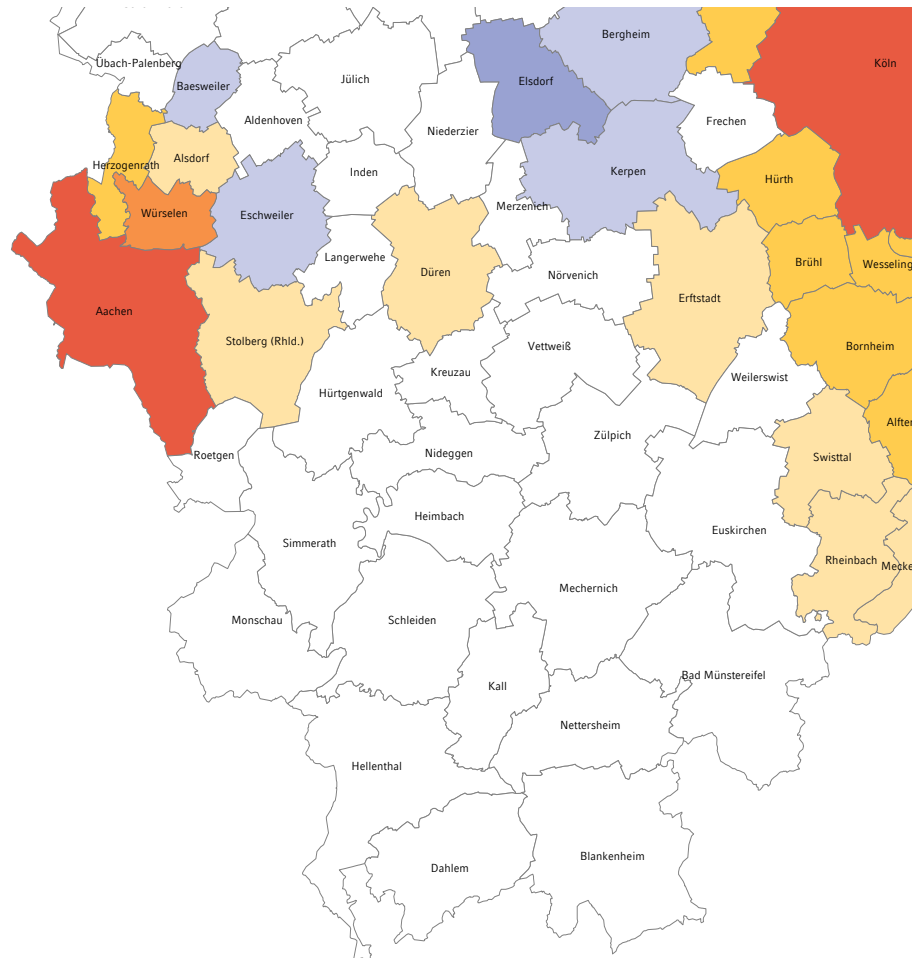 Bergheim
Übach-Palenberg
Köln
Jülich
Elsdorf
Baesweiler
Aldenhoven
Frechen
Niederzier
Herzogenrath
Alsdorf
Inden
Kerpen
Hürth
Würselen
Eschweiler
Merzenich
Langerwehe
Düren
Nörvenich
Brühl
Wesseling
Aachen
Erftstadt
Stolberg (Rhld.)
Vettweiß
Bornheim
Kreuzau
Weilerswist
Hürtgenwald
Alfter
Zülpich
Roetgen
Nideggen
Swisttal
Heimbach
Euskirchen
Simmerath
Rheinbach
Mecke
Mechernich
Monschau
Schleiden
Bad Münstereifel
Kall
Nettersheim
Hellenthal
Dahlem
Blankenheim